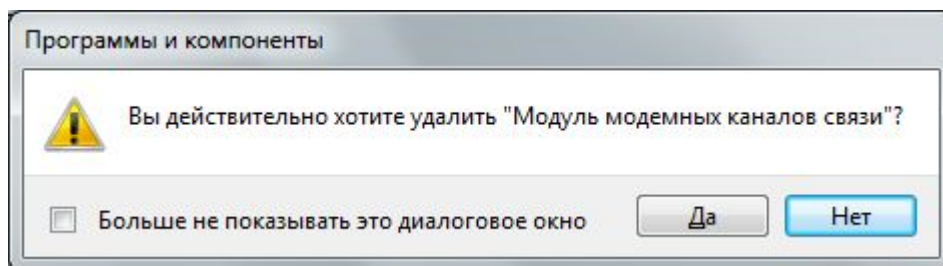 Программы и компоненты
Вы действительно хотите удалить "Модуль модемных каналов связи"?
Больше не показывать это диалоговое окно
Да
Нет